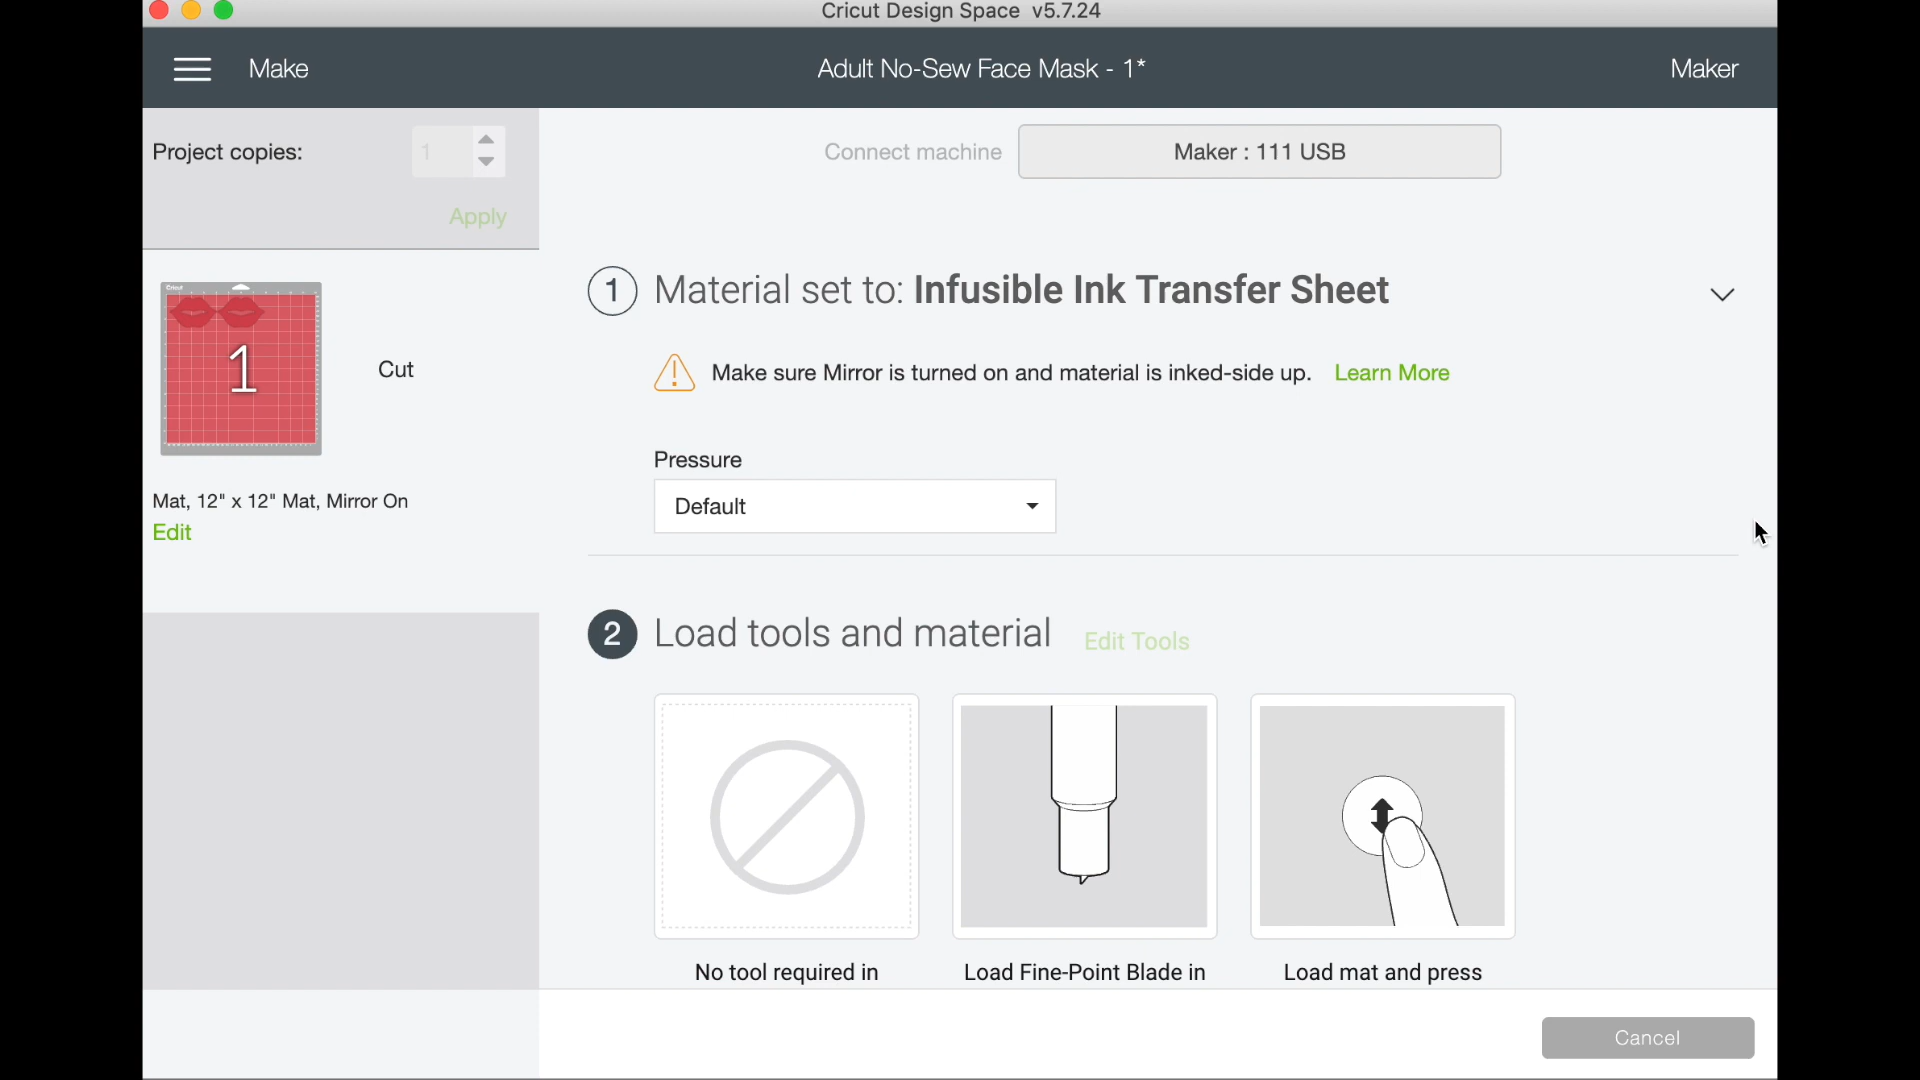 Cricut Design Space v5.7.24
Make
Adult No-Sew Face Mask - 1*
Maker
Project copies:
1
Apply
Connect machine
Maker : 111 USB
1
Material set to: Infusible Ink Transfer Sheet
Make sure Mirror is turned on and material is inked-side up. Learn More
Cricut
1
Cut
Mat, 12" x 12" Mat, Mirror On
Edit
Pressure
Default
2
Load tools and material
Edit Tools
No tool required in
Load Fine-Point Blade in
Load mat and press
Cancel